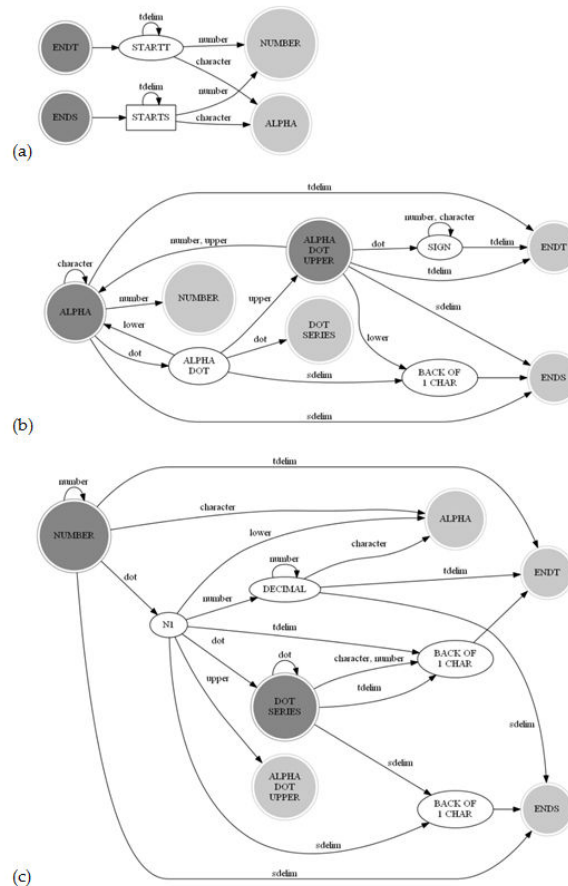 tdelim
ENDT
STARTT
number
NUMBER
character
tdelim
number
ENDS
STARTS
character
ALPHA
(a)
tdelim
number, character
number, upper
ALPHA
DOT
UPPER
dot
SIGN
tdelim
ENDT
character
tdelim
ALPHA
number
NUMBER
upper
sdelim
lower
DOT
SERIES
dot
lower
dot
ALPHA
DOT
sdelim
BACK OF
1 CHAR
ENDS
sdelim
(b)
number
tdelim
NUMBER
character
ALPHA
lower
number
character
dot
number
DECIMAL
tdelim
ENDT
N1
tdelim
dot
dot
character, number
BACK OF
1 CHAR
upper
DOT
SERIES
tdelim
sdelim
sdelim
ALPHA
DOT
UPPER
BACK OF
1 CHAR
ENDS
sdelim
sdelim
(c)